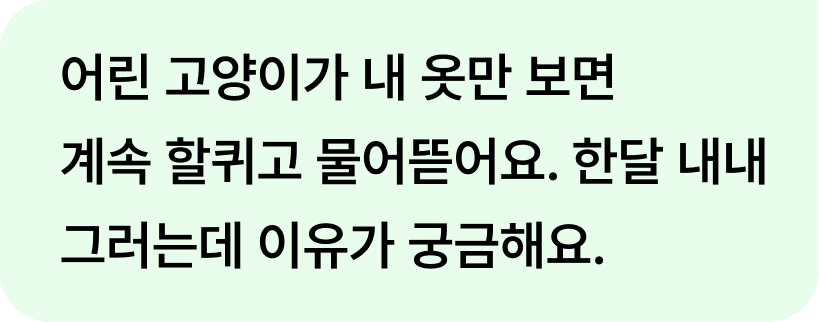 어린 고양이가 내 옷만 보면
계속 할퀴고 물어뜯어요. 한달 내내
그러는데 이유가 궁금해요.